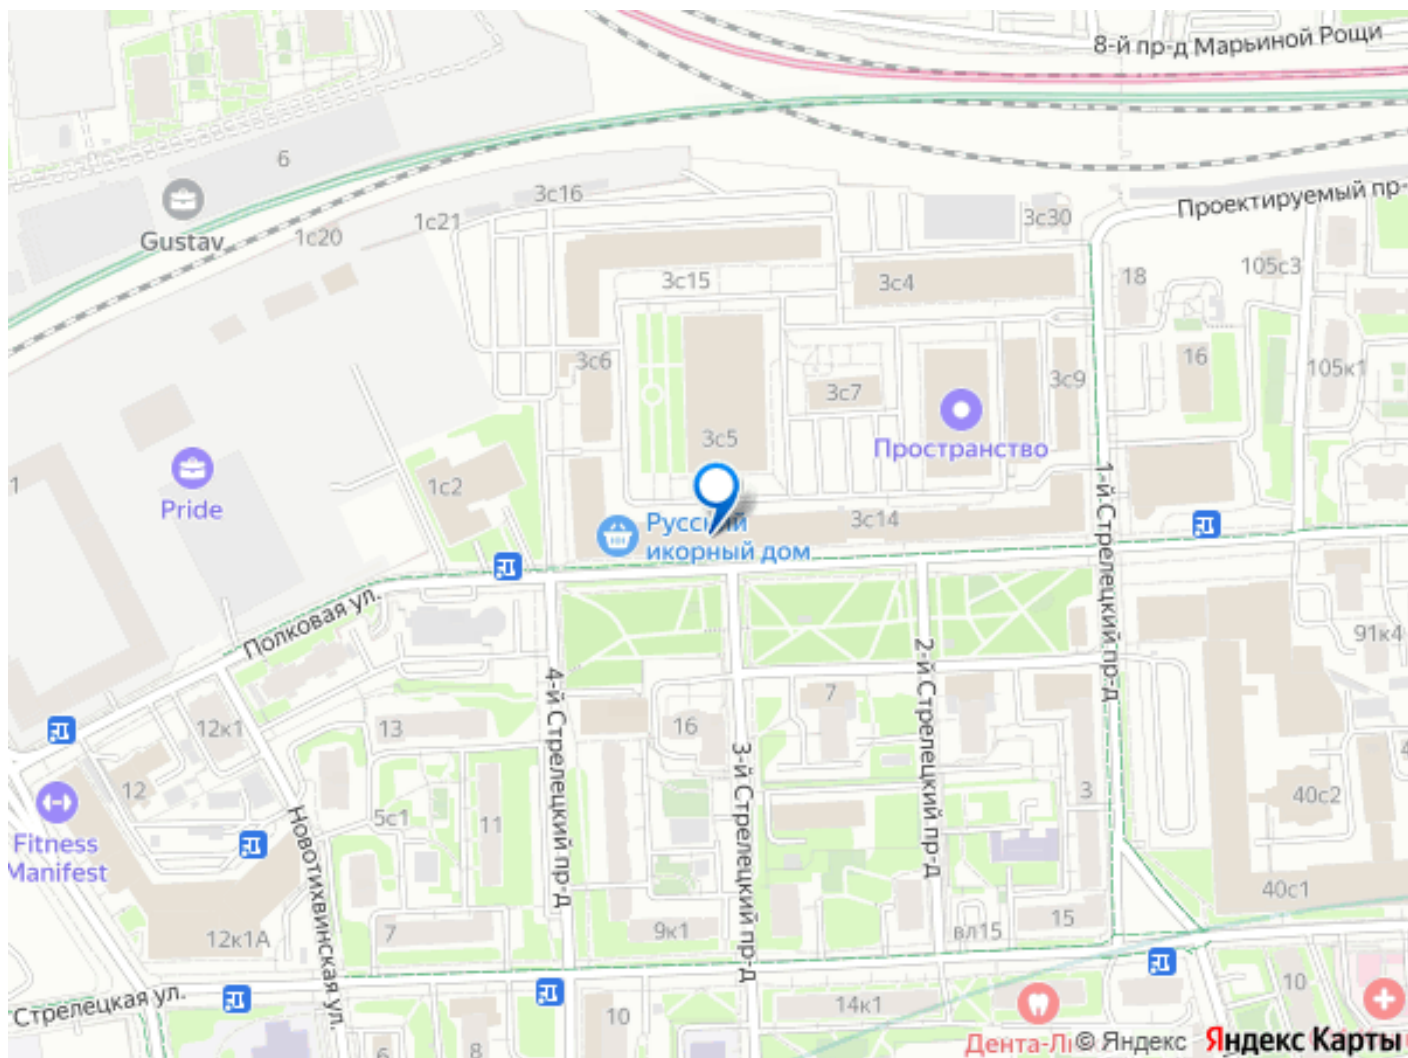 8-й пр-д Марьиной Рощи
6
Gustav
3с16
1с21
1с20
3с30
Проектируемый пр-
3с15
3с4
18
105с3
3с6
3с7
3с9
16
105к1
3с5
Пространство
1
Pride
1с2
1-й Стрелецкий пр-д
Русский
икорный дом
3с14
Полковая ул.
91к4
4-й Стрелецкий пр-д
2-й Стрелецкий пр-д
12к1
13
16
7
3-й Стрелецкий пр-д
12
5с1
11
3
40с2
Fitness
Manifest
Новотихвинская ул.
40с1
12к1А
7
9к1
вл15
15
Стрелецкая ул.
10
14к1
10
6
8
Дента-Л
© Яндекс
Яндекс Карты